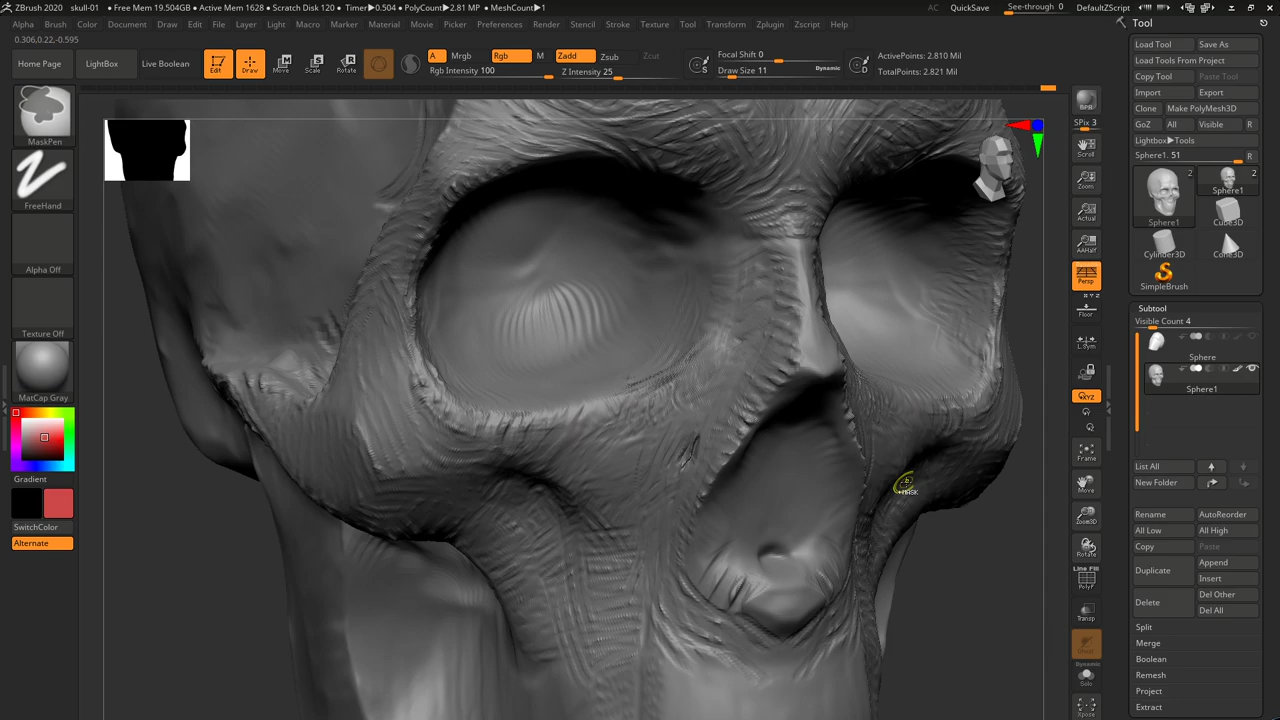 ZBrush 2020 skull-01 • Free Mem 19.504GB • Active Mem 1628 • Scratch Disk 120 • Timer▶0.504 • PolyCount▶2.81 MP • MeshCount▶1 AC QuickSave See-through 0 DefaultZScript
Alpha Brush Color Document Draw Edit File Layer Light Macro Marker Material Movie Picker Preferences Render Stencil Stroke Texture Tool Transform Zplugin Zscript Help
0.306,0.22,-0.595
Home Page LightBox Live Boolean Edit Draw Move Scale Rotate
A Mrgb Rgb M Zadd Zsub Zcut
Rgb Intensity 100 Z Intensity 25
Focal Shift 0
Draw Size 11 Dynamic
S D
ActivePoints: 2.810 Mil
TotalPoints: 2.821 Mil
MaskPen
FreeHand
Alpha Off
Texture Off
MatCap Gray
Gradient
SwitchColor
Alternate
+MASK
BPR
SPix 3
Scroll
Zoom
Actual
AAHalf
Persp
Floor
L.Sym
XYZ
Frame
Move
Zoom3D
Rotate
Line Fill
PolyF
Transp
Dynamic
Solo
Xpose
Tool
Load Tool Save As
Load Tools From Project
Copy Tool Paste Tool
Import Export
Clone Make PolyMesh3D
GoZ All Visible R
Lightbox▶Tools
Sphere1. 51 R
2 2
Sphere1 Sphere1
Cube3D
Cylinder3D Cone3D
SimpleBrush
Subtool
Visible Count 4
Sphere
Sphere1
List All
New Folder
Rename AutoReorder
All Low All High
Copy Paste
Duplicate Append
Insert
Delete Del Other
Del All
Split
Merge
Boolean
Remesh
Project
Extract